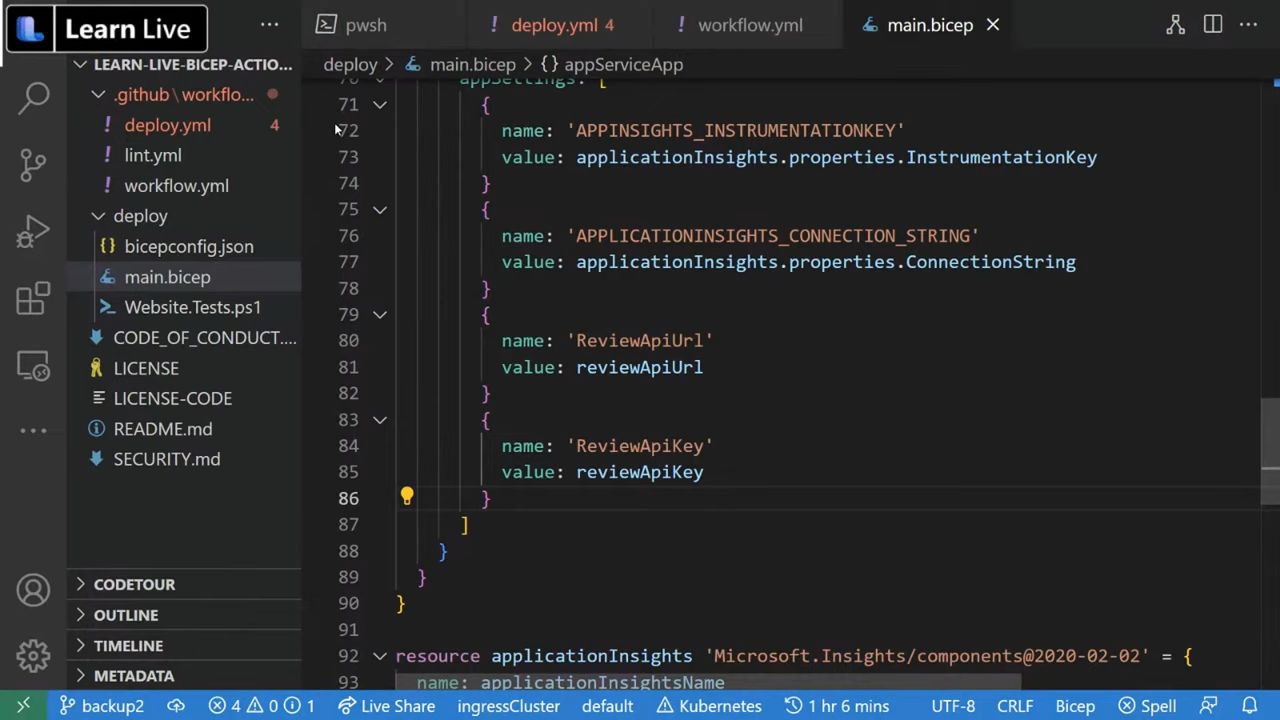 Learn Live
pwsh
deploy.yml 4
workflow.yml
main.bicep
LEARN-LIVE-BICEP-ACTIO...
.github\workflo...
deploy.yml 4
lint.yml
workflow.yml
deploy
bicepconfig.json
main.bicep
Website.Tests.ps1
CODE_OF_CONDUCT....
LICENSE
LICENSE-CODE
README.md
SECURITY.md
CODETOUR
OUTLINE
TIMELINE
METADATA
deploy > main.bicep > {} appServiceApp
70 appSettings: [
71 {
72 name: 'APPINSIGHTS_INSTRUMENTATIONKEY'
73 value: applicationInsights.properties.InstrumentationKey
74 }
75 {
76 name: 'APPLICATIONINSIGHTS_CONNECTION_STRING'
77 value: applicationInsights.properties.ConnectionString
78 }
79 {
80 name: 'ReviewApiUrl'
81 value: reviewApiUrl
82 }
83 {
84 name: 'ReviewApiKey'
85 value: reviewApiKey
86 }
87 ]
88 }
89 }
90 }
91
92 resource applicationInsights 'Microsoft.Insights/components@2020-02-02' = {
93 name: applicationInsightsName
backup2 4 0 1 Live Share ingressCluster default Kubernetes 1 hr 6 mins UTF-8 CRLF Bicep Spell